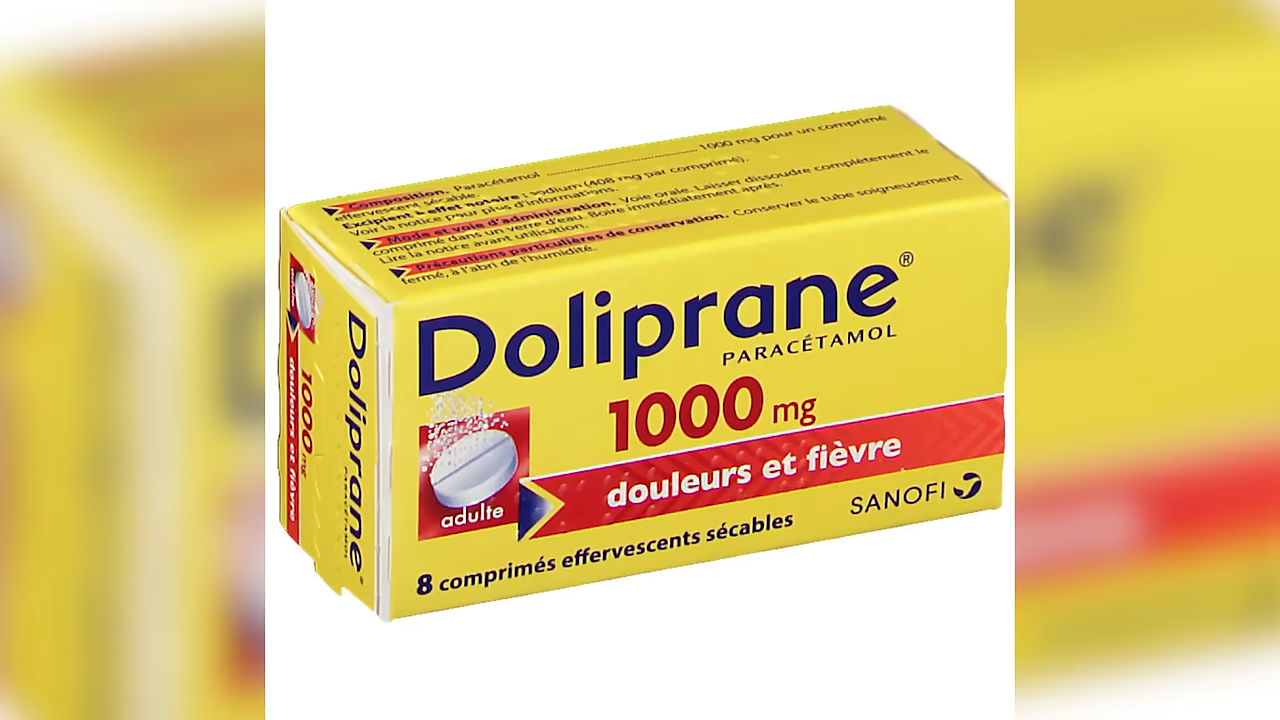 Composition. Paracétamol ........ 1000 mg pour un comprimé
effervescent sécable.
Excipient à effet notoire : sodium (408 mg par comprimé).
Voir la notice pour plus d'informations.
Mode et voie d'administration. Voie orale. Laisser dissoudre complètement le
comprimé dans un verre d'eau. Boire immédiatement après.
Lire la notice avant utilisation.
Précautions particulières de conservation. Conserver le tube soigneusement
fermé, à l'abri de l'humidité.
Doliprane®
PARACÉTAMOL
1000 mg
douleurs et fièvre
adulte
SANOFI
8 comprimés effervescents sécables
Doliprane®
PARACÉTAMOL
1000 mg
douleurs et fièvre